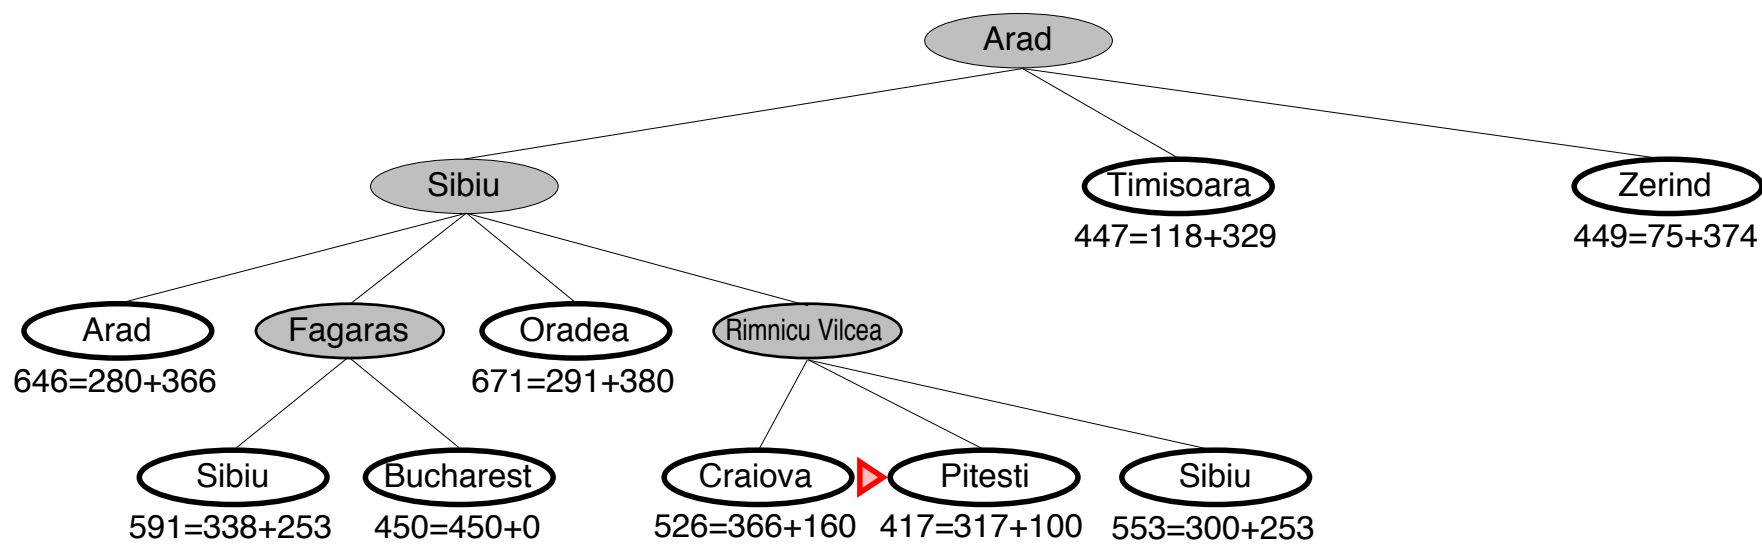 Arad
Sibiu
Timisoara
Zerind
447=118+329
449=75+374
Arad
Fagaras
Oradea
Rimnicu Vilcea
646=280+366
671=291+380
Sibiu
Bucharest
Craiova
Pitesti
Sibiu
591=338+253
450=450+0
526=366+160
417=317+100
553=300+253